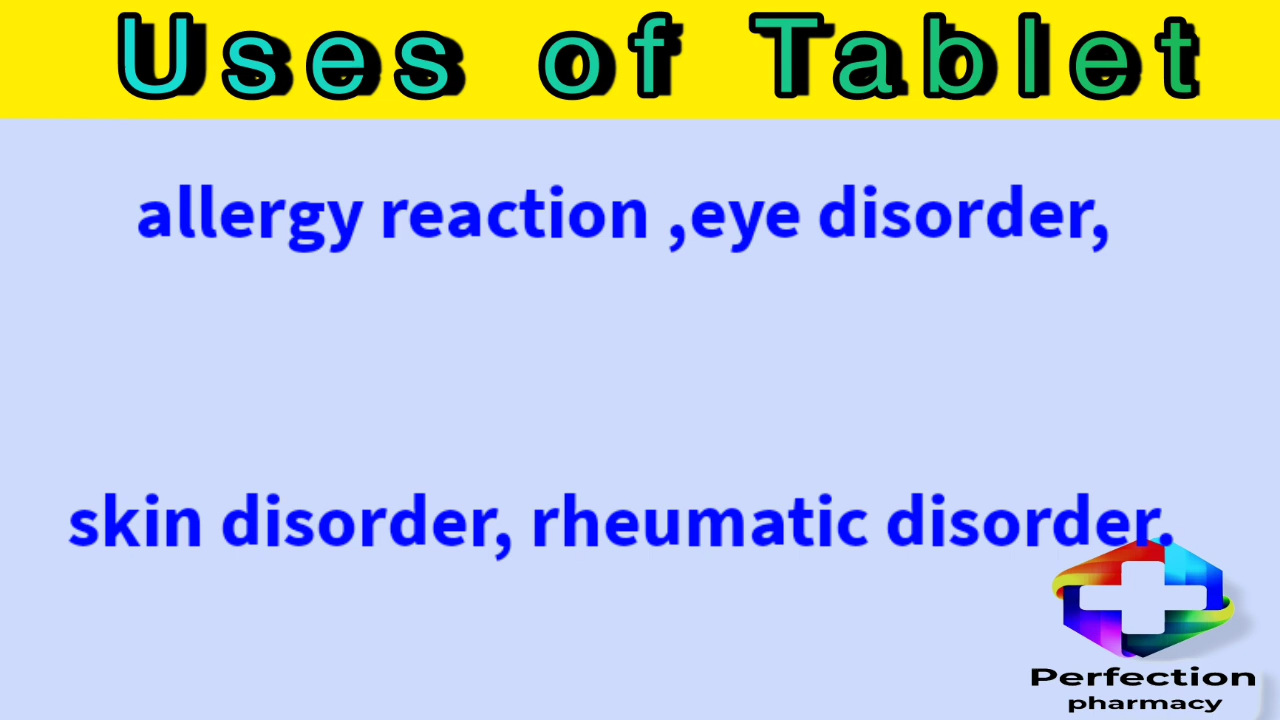 Uses of Tablet
allergy reaction ,eye disorder,
skin disorder, rheumatic disorder.
Perfection
pharmacy